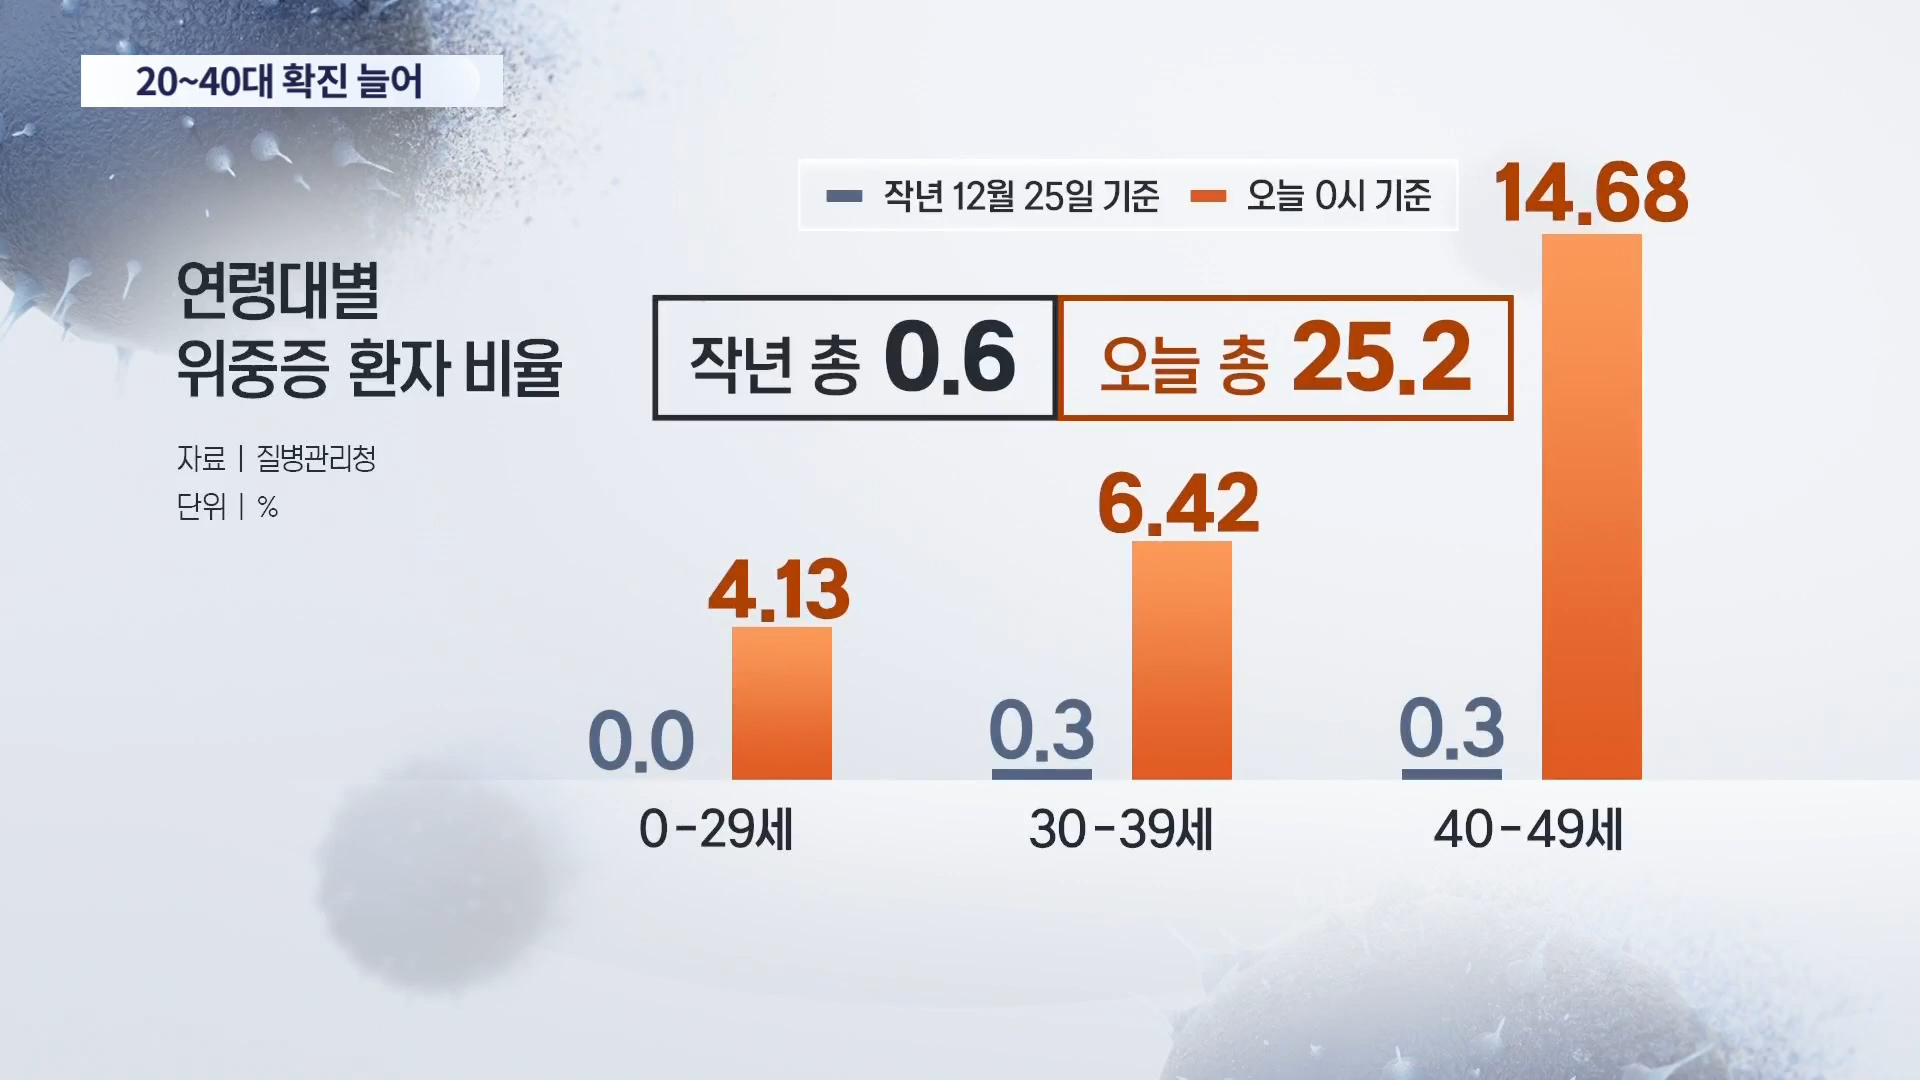 20~40대 확진 늘어
작년 12월 25일 기준 오늘 0시 기준
연령대별
위중증 환자 비율
자료 | 질병관리청
단위 | %
작년 총 0.6 오늘 총 25.2
0.0 4.13 0.3 6.42 0.3 14.68
0-29세 30-39세 40-49세